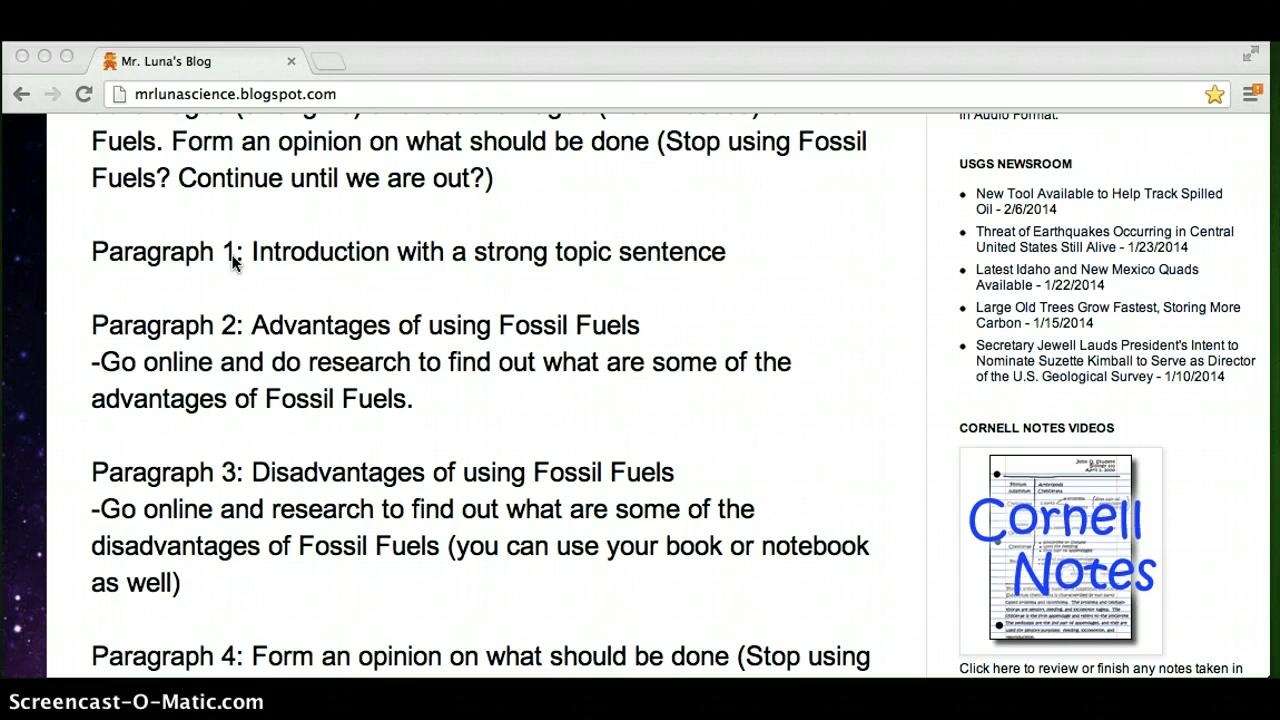 Mr. Luna's Blog
mrlunascience.blogspot.com
Fuels. Form an opinion on what should be done (Stop using Fossil
Fuels? Continue until we are out?)
Paragraph 1: Introduction with a strong topic sentence
Paragraph 2: Advantages of using Fossil Fuels
-Go online and do research to find out what are some of the
advantages of Fossil Fuels.
Paragraph 3: Disadvantages of using Fossil Fuels
-Go online and research to find out what are some of the
disadvantages of Fossil Fuels (you can use your book or notebook
as well)
Paragraph 4: Form an opinion on what should be done (Stop using
in Audio Format.
USGS NEWSROOM
New Tool Available to Help Track Spilled
Oil - 2/6/2014
Threat of Earthquakes Occurring in Central
United States Still Alive - 1/23/2014
Latest Idaho and New Mexico Quads
Available - 1/22/2014
Large Old Trees Grow Fastest, Storing More
Carbon - 1/15/2014
Secretary Jewell Lauds President's Intent to
Nominate Suzette Kimball to Serve as Director
of the U.S. Geological Survey - 1/10/2014
CORNELL NOTES VIDEOS
Cornell
Notes
Click here to review or finish any notes taken in
Screencast-O-Matic.com